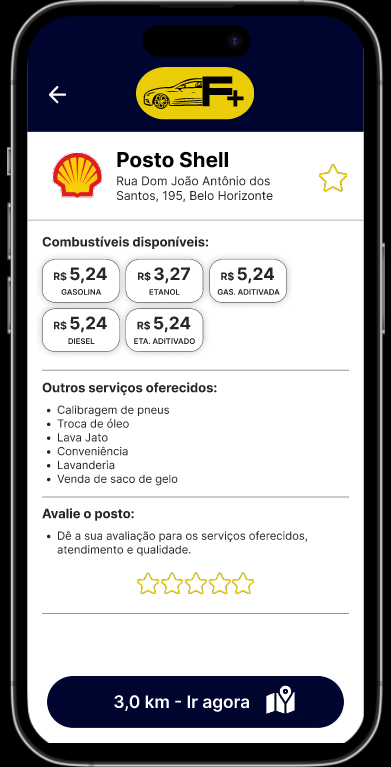 F+
Posto Shell
Rua Dom João Antônio dos
Santos, 195, Belo Horizonte
Combustíveis disponíveis:
R$ 5,24 R$ 3,27 R$ 5,24
GASOLINA ETANOL GAS. ADITIVADA
R$ 5,24 R$ 5,24
DIESEL ETA. ADITIVADO
Outros serviços oferecidos:
• Calibragem de pneus
• Troca de óleo
• Lava Jato
• Conveniência
• Lavanderia
• Venda de saco de gelo
Avalie o posto:
• Dê a sua avaliação para os serviços oferecidos,
atendimento e qualidade.
3,0 km - Ir agora